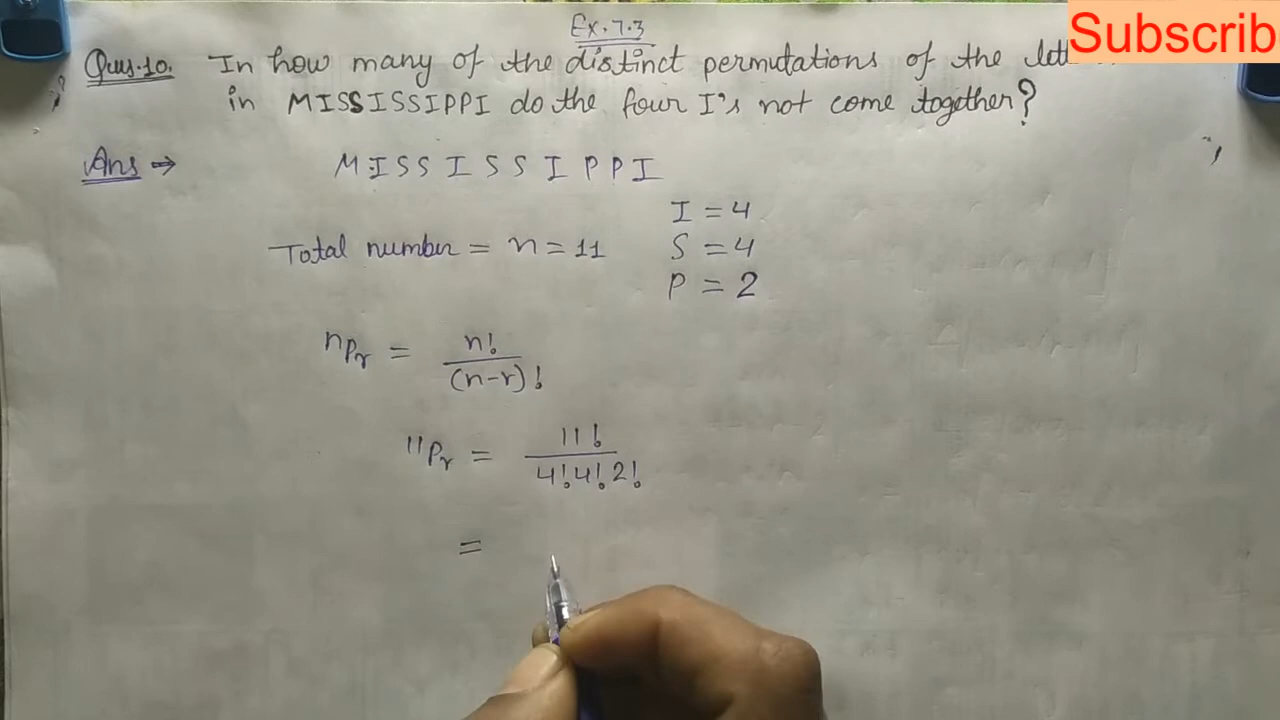 Subscrib
Ex. 7.3
Ques.10. In how many of the distinct permutations of the
in MISSISSIPPI do the four I's not come together?
Ans ⇒ M I S S I S S I P P I
I = 4
Total number = n = 11 S = 4
P = 2
nPr = n! / (n-r)!
11Pr = 11! / 4! 4! 2!
=